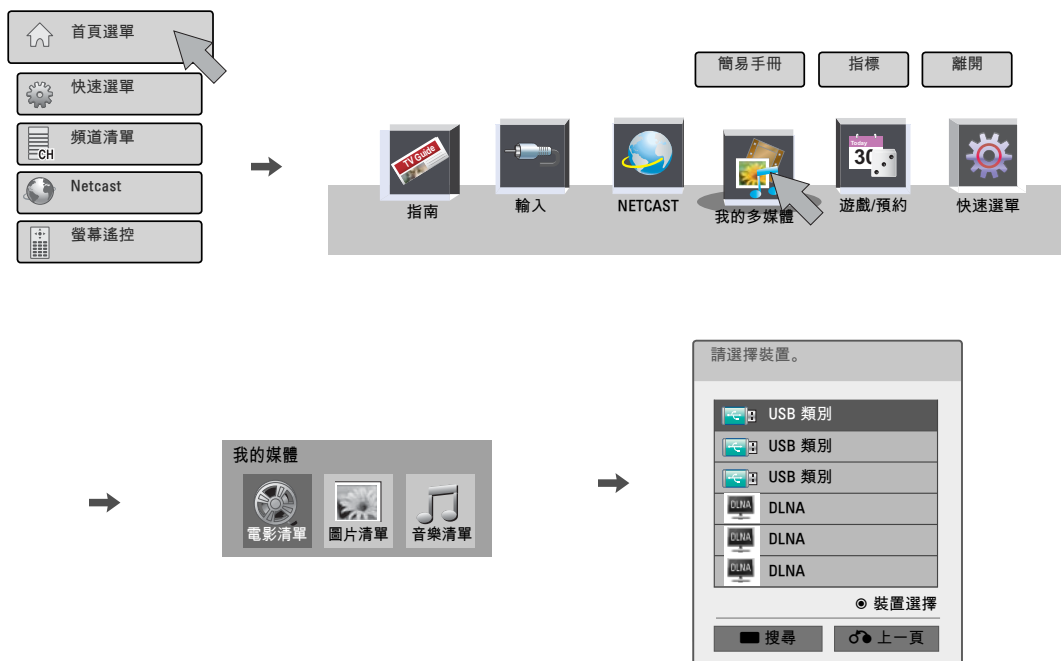 首頁選單
快速選單
CH
頻道清單
Netcast
螢幕遙控
簡易手冊
指標
離開
TV Guide
Today
30
指南
輸入
NETCAST
我的多媒體
遊戲/預約
快速選單
我的媒體
電影清單
圖片清單
音樂清單
請選擇裝置。
USB 類別
USB 類別
USB 類別
DLNA DLNA
DLNA DLNA
DLNA DLNA
◉ 裝置選擇
搜尋
上一頁